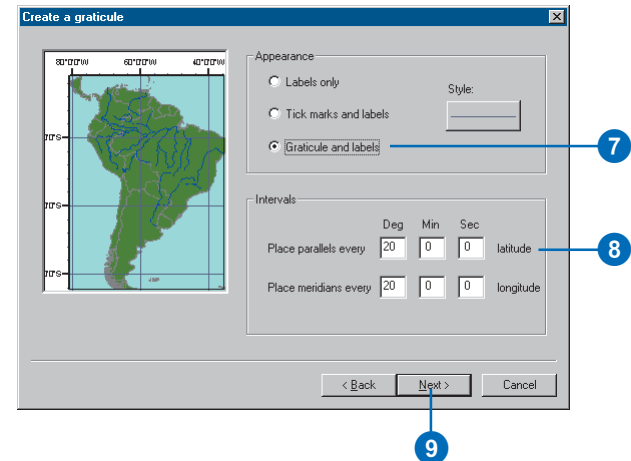 Create a graticule
80°0'0"W 60°0'0"W 40°0'0"W
Appearance
Labels only
Style:
Tick marks and labels
Graticule and labels
7
Intervals
Deg Min Sec
Place parallels every 20 0 0 latitude
8
Place meridians every 20 0 0 longitude
< Back Next > Cancel
9